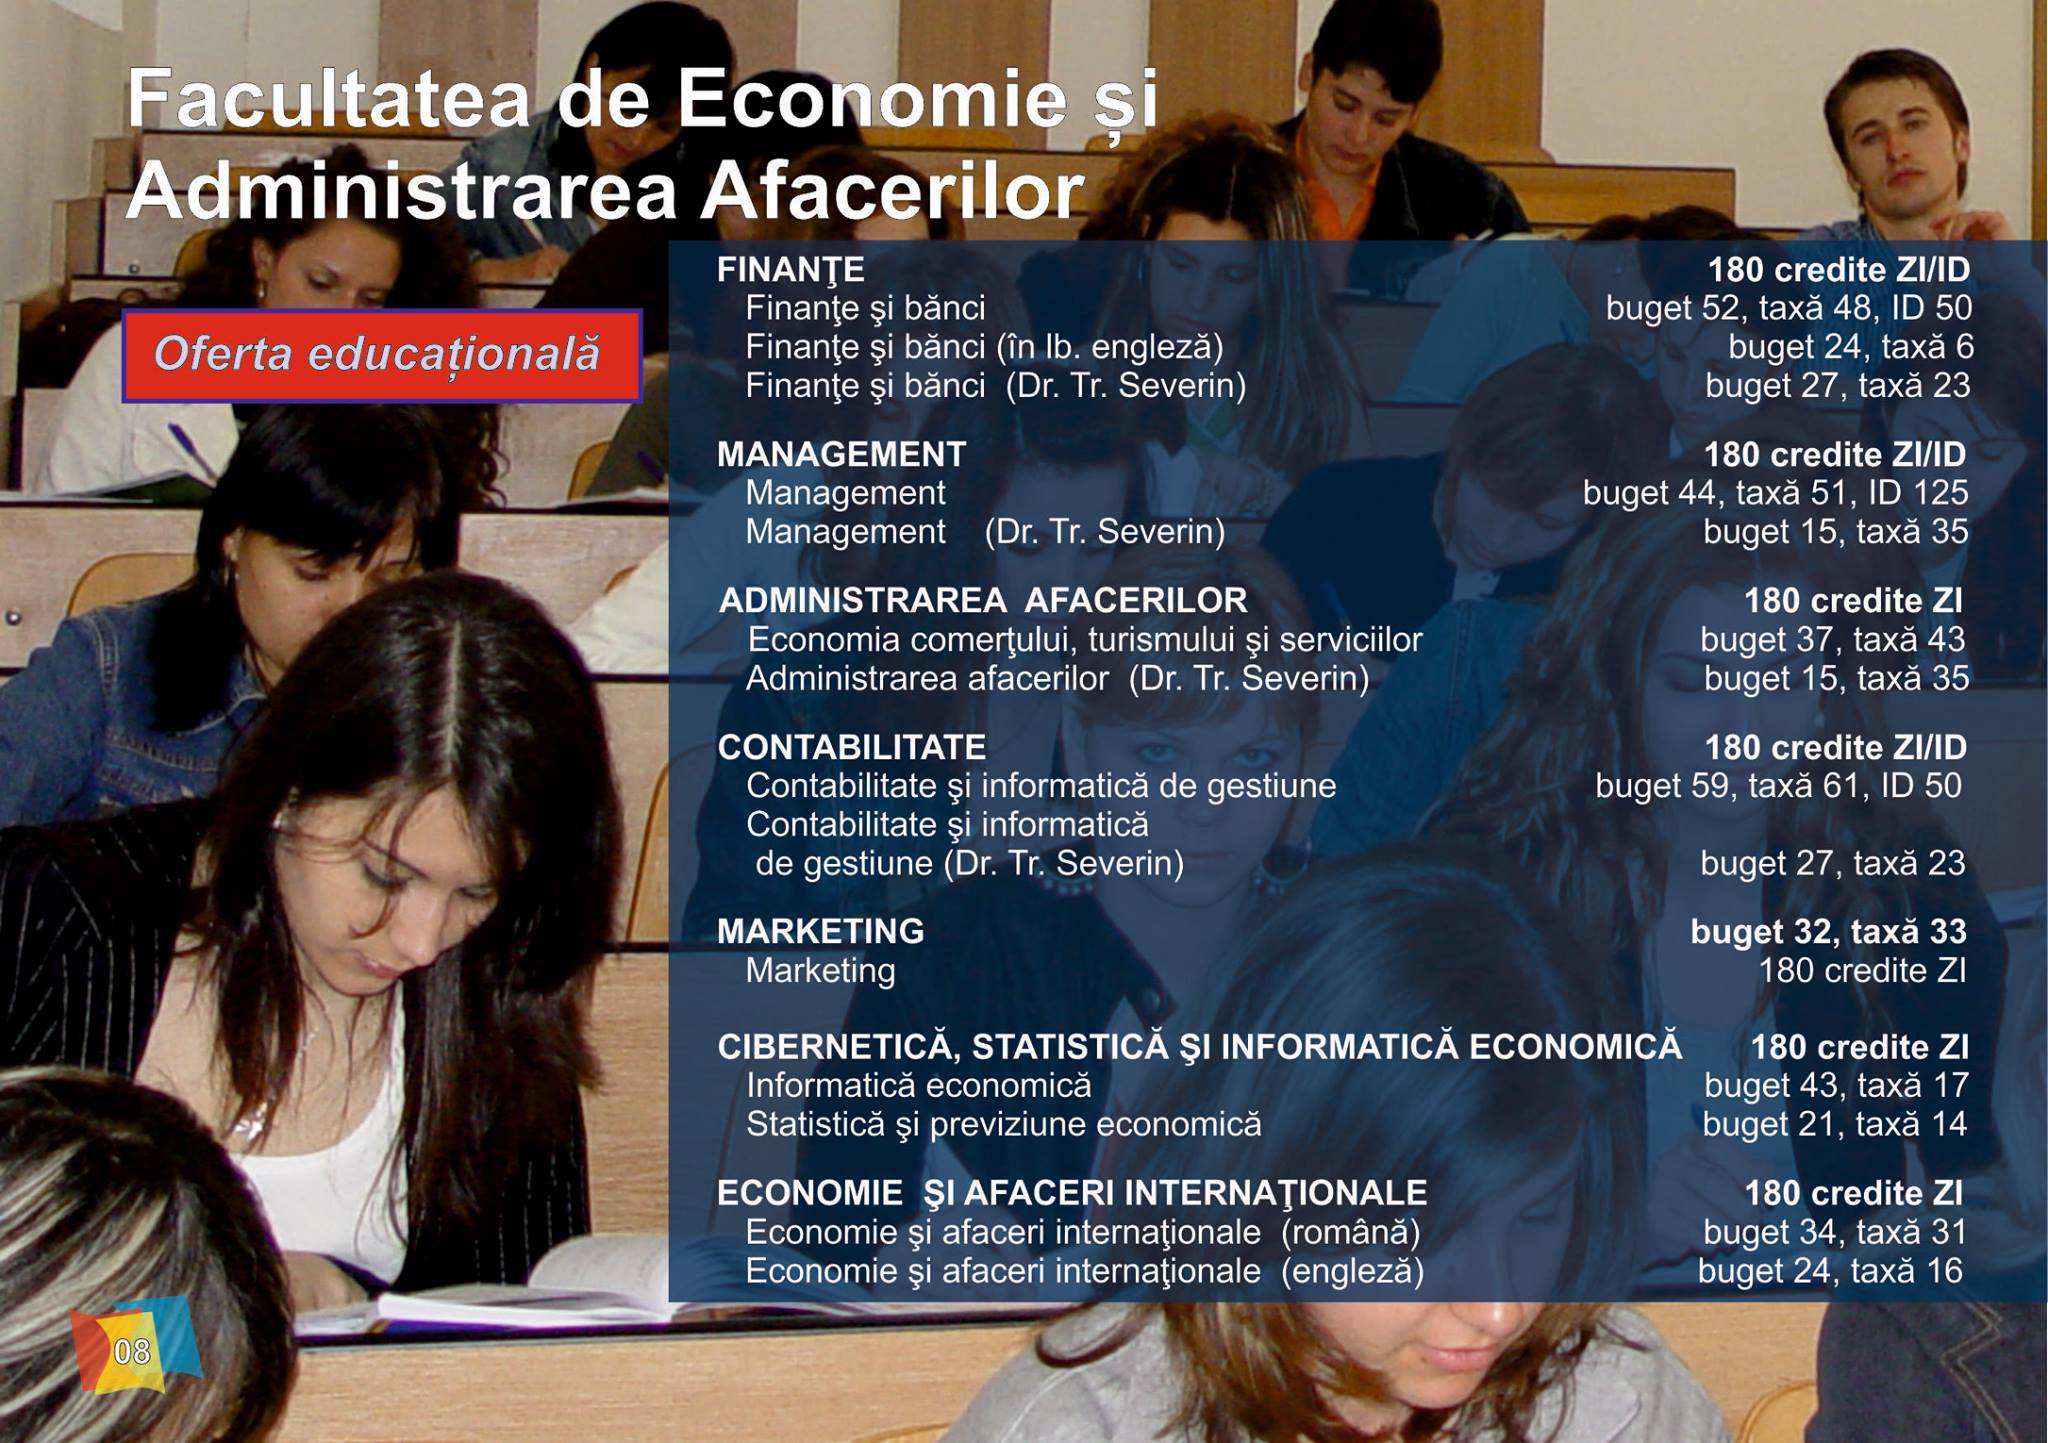 Facultatea de Economie și
Administrarea Afacerilor
Oferta educațională
FINANŢE 180 credite ZI/ID
Finanţe şi bănci buget 52, taxă 48, ID 50
Finanţe şi bănci (în lb. engleză) buget 24, taxă 6
Finanţe şi bănci (Dr. Tr. Severin) buget 27, taxă 23
MANAGEMENT 180 credite ZI/ID
Management buget 44, taxă 51, ID 125
Management (Dr. Tr. Severin) buget 15, taxă 35
ADMINISTRAREA AFACERILOR 180 credite ZI
Economia comerţului, turismului şi serviciilor buget 37, taxă 43
Administrarea afacerilor (Dr. Tr. Severin) buget 15, taxă 35
CONTABILITATE 180 credite ZI/ID
Contabilitate şi informatică de gestiune buget 59, taxă 61, ID 50
Contabilitate şi informatică
de gestiune (Dr. Tr. Severin) buget 27, taxă 23
MARKETING buget 32, taxă 33
Marketing 180 credite ZI
CIBERNETICĂ, STATISTICĂ ŞI INFORMATICĂ ECONOMICĂ 180 credite ZI
Informatică economică buget 43, taxă 17
Statistică şi previziune economică buget 21, taxă 14
ECONOMIE ŞI AFACERI INTERNAŢIONALE 180 credite ZI
Economie şi afaceri internaţionale (română) buget 34, taxă 31
Economie şi afaceri internaţionale (engleză) buget 24, taxă 16
08